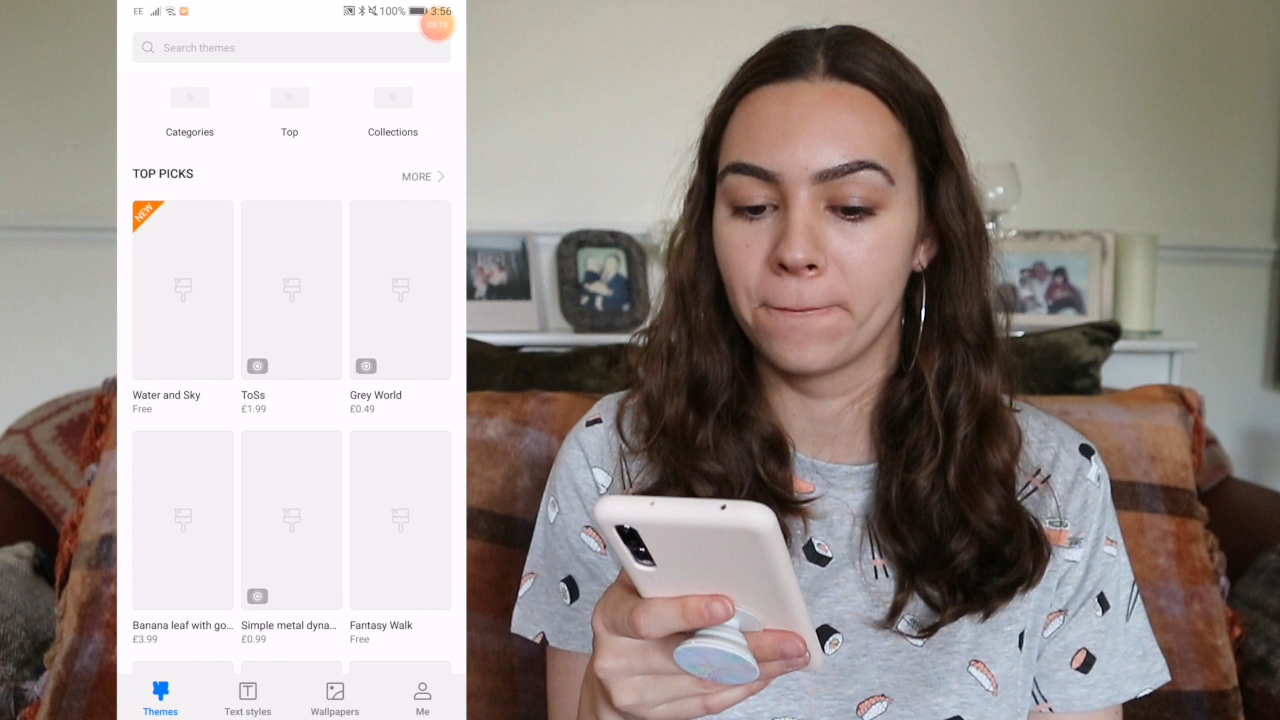 EE 100% 3:56
05:10
Search themes
Categories Top Collections
TOP PICKS MORE
NEW
Water and Sky ToSs Grey World
Free £1.99 £0.49
Banana leaf with go... Simple metal dyna... Fantasy Walk
£3.99 £0.99 Free
Themes Text styles Wallpapers Me